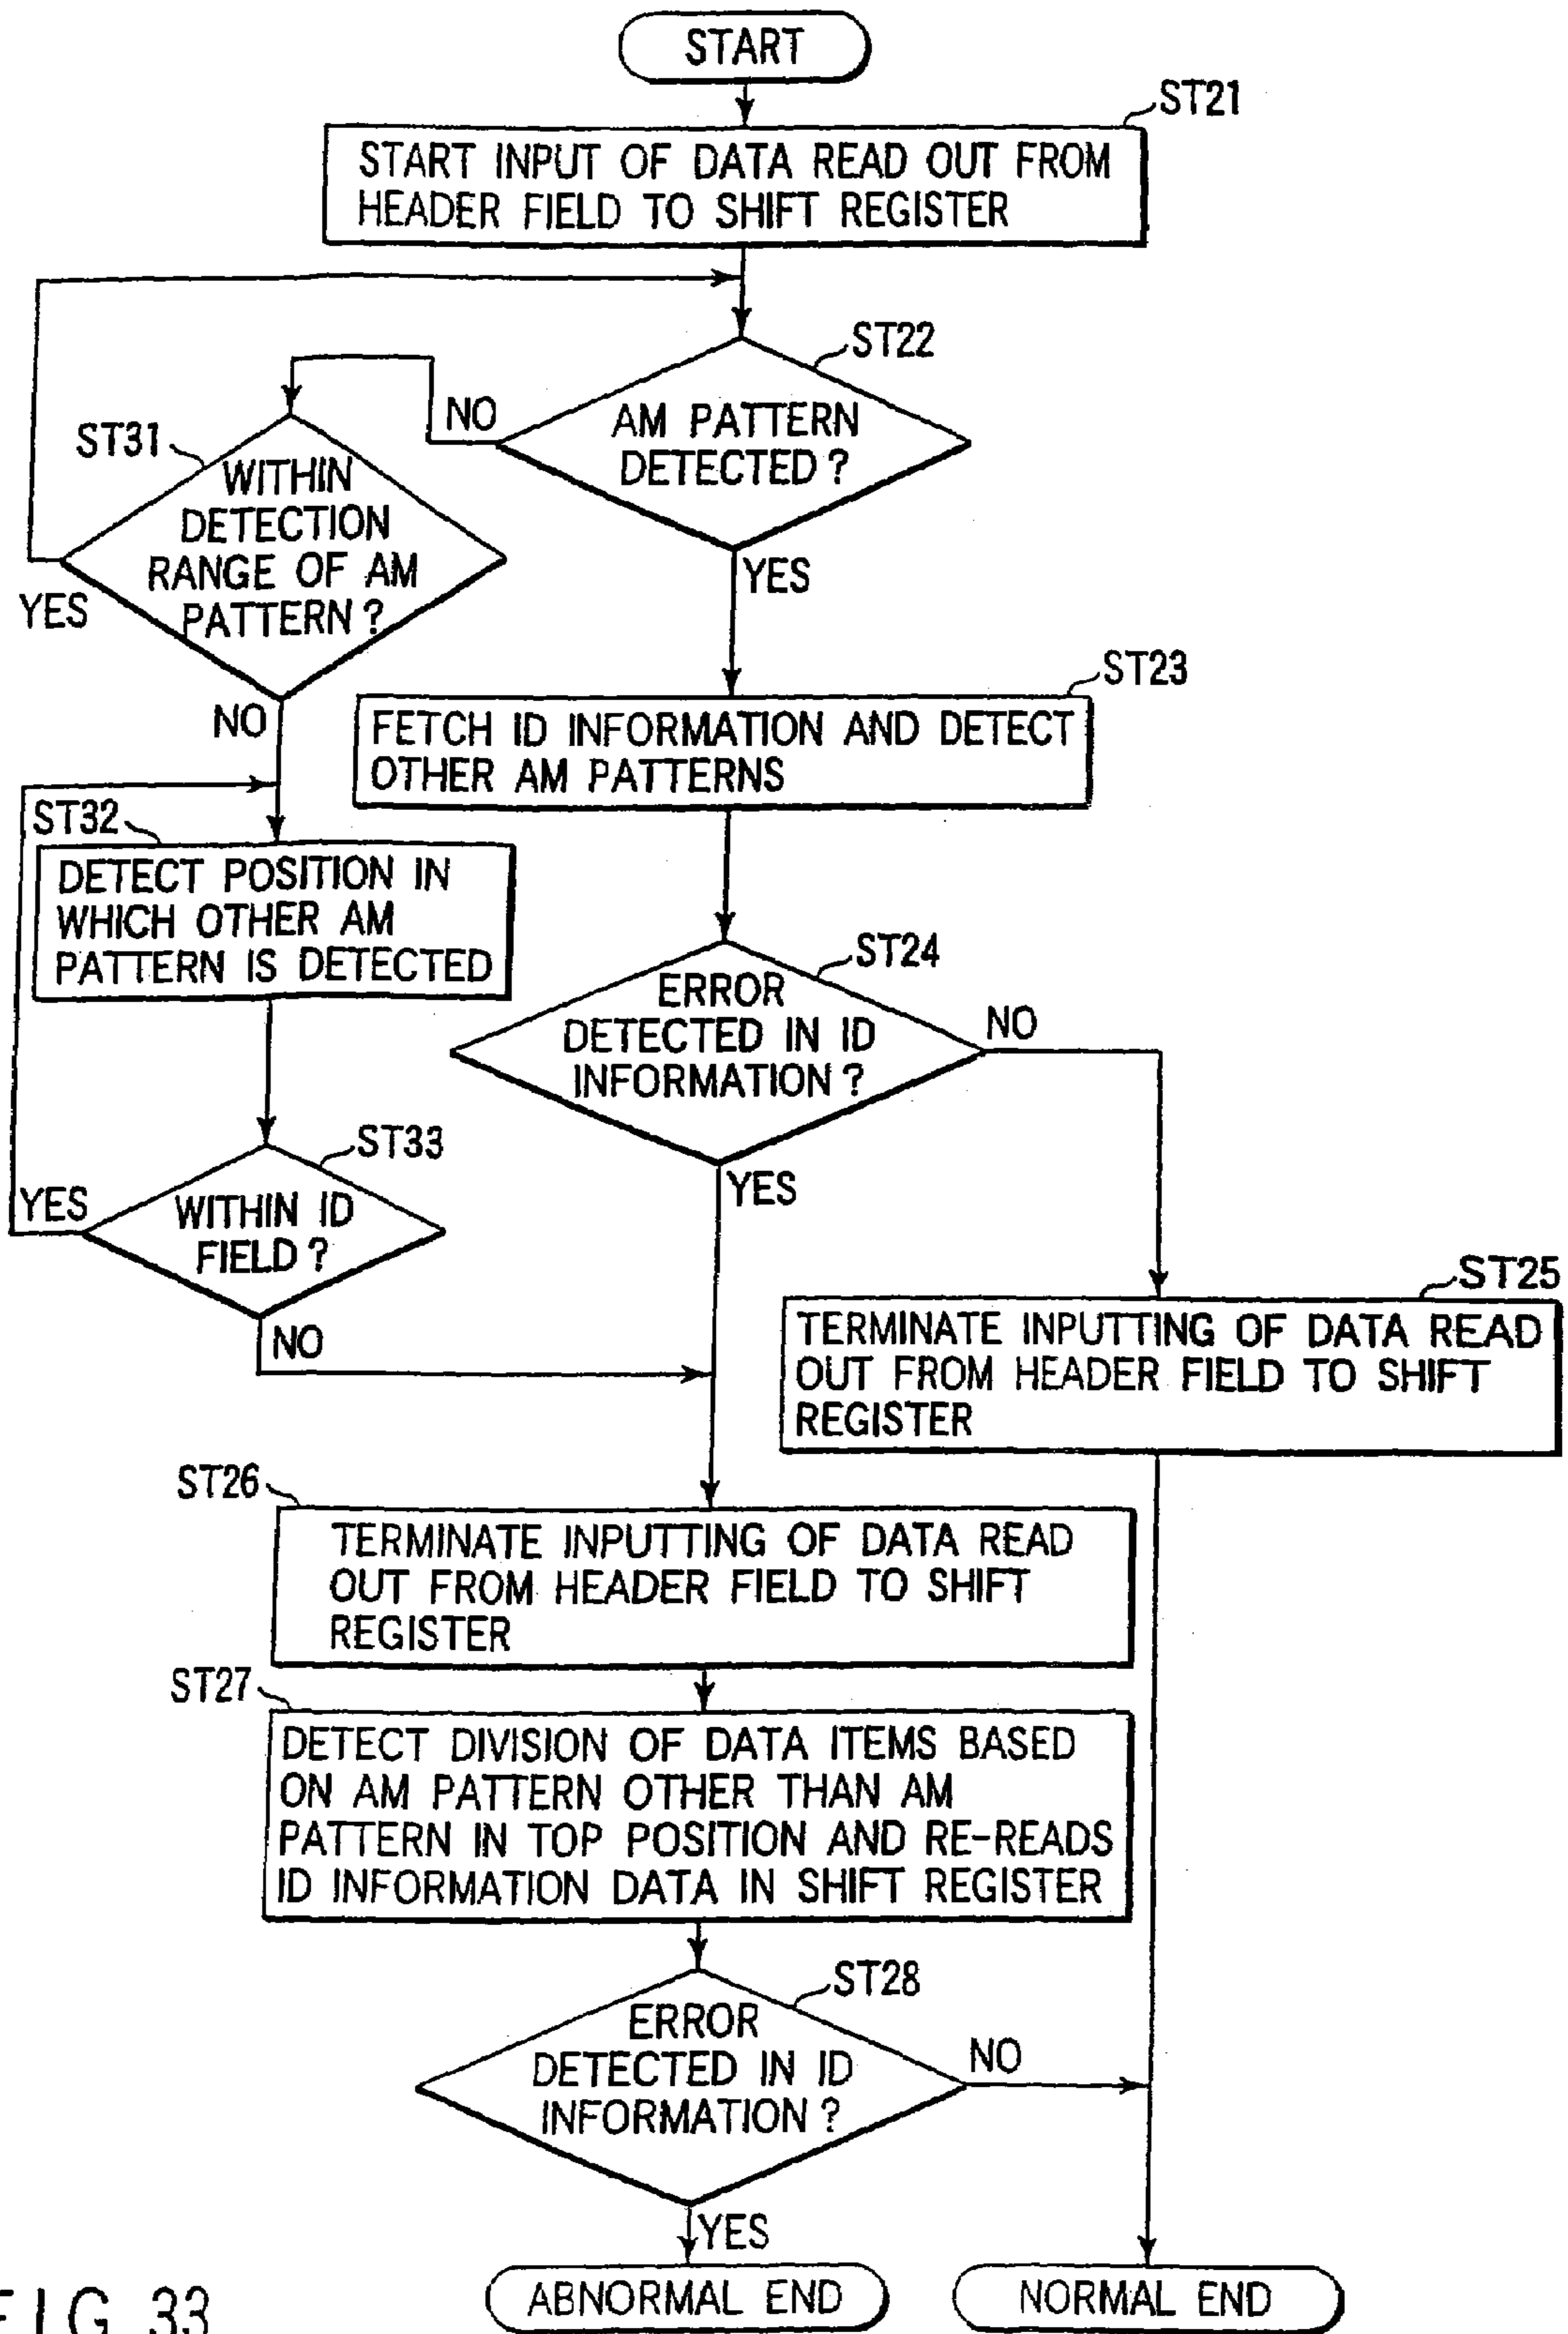 START
ST21
START INPUT OF DATA READ OUT FROM
HEADER FIELD TO SHIFT REGISTER
ST22
AM PATTERN
DETECTED ?
NO
YES
ST31
WITHIN
DETECTION
RANGE OF AM
PATTERN ?
YES
NO
ST23
FETCH ID INFORMATION AND DETECT
OTHER AM PATTERNS
ST32
DETECT POSITION IN
WHICH OTHER AM
PATTERN IS DETECTED
ST24
ERROR
DETECTED IN ID
INFORMATION ?
NO
YES
ST33
WITHIN ID
FIELD ?
YES
NO
ST25
TERMINATE INPUTTING OF DATA READ
OUT FROM HEADER FIELD TO SHIFT
REGISTER
ST26
TERMINATE INPUTTING OF DATA READ
OUT FROM HEADER FIELD TO SHIFT
REGISTER
ST27
DETECT DIVISION OF DATA ITEMS BASED
ON AM PATTERN OTHER THAN AM
PATTERN IN TOP POSITION AND RE-READS
ID INFORMATION DATA IN SHIFT REGISTER
ST28
ERROR
DETECTED IN ID
INFORMATION ?
NO
YES
ABNORMAL END
NORMAL END
FIG. 33